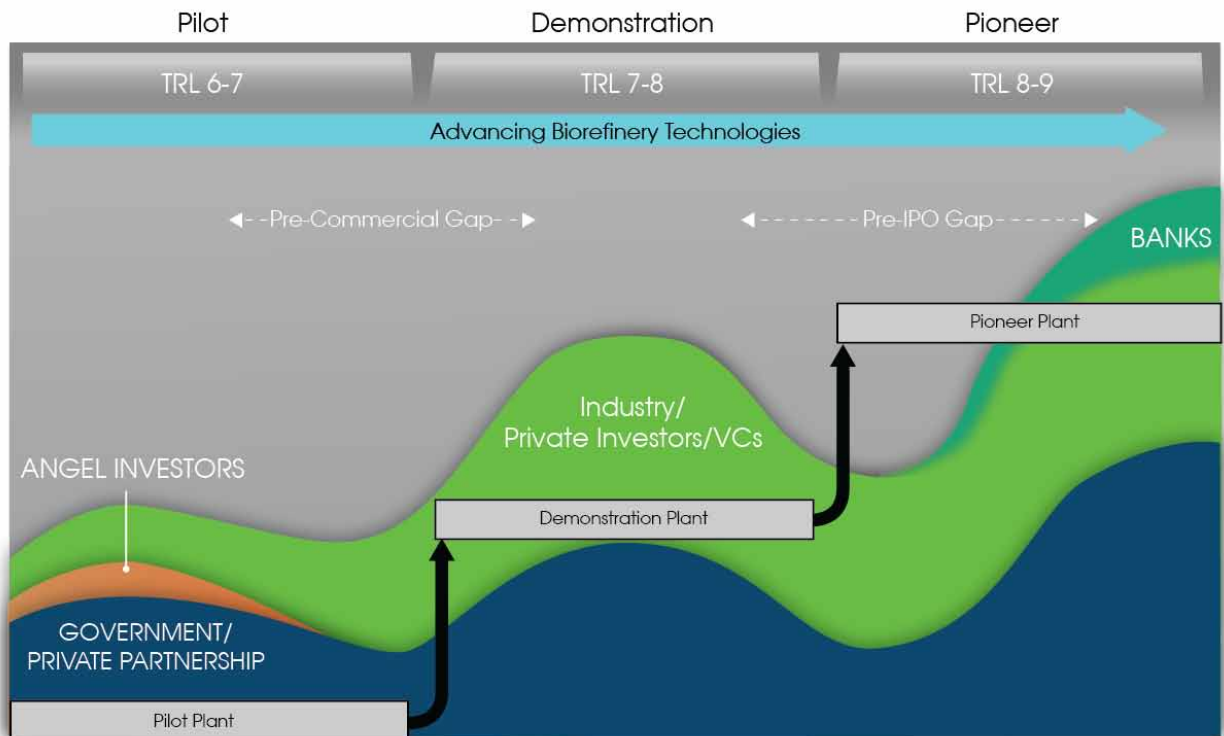 Pilot
Demonstration
Pioneer
TRL 6-7
TRL 7-8
TRL 8-9
Advancing Biorefinery Technologies
Pre-Commercial Gap
Pre-IPO Gap
BANKS
Pioneer Plant
Industry/
Private Investors/VCs
ANGEL INVESTORS
Demonstration Plant
GOVERNMENT/
PRIVATE PARTNERSHIP
Pilot Plant